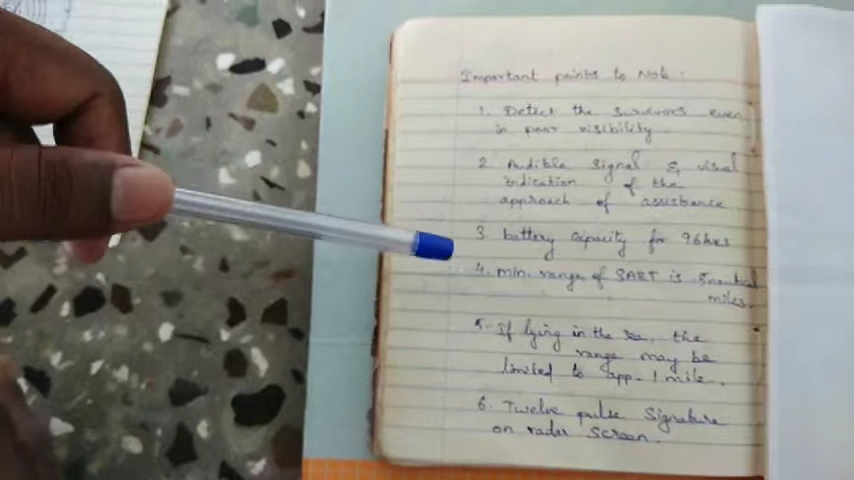 Important points to Note:
1. Detect the survivors even
in poor visibility.
2 Audible signal & visual
indication of the
approach of assistance
3 battery capacity for 96hrs
4. min. range of SART is 5 nautical
miles.
5. If lying in the sea, the
range may be
limited to app. 1 mile.
6. Twelve pulse Signature
on radar Screen.